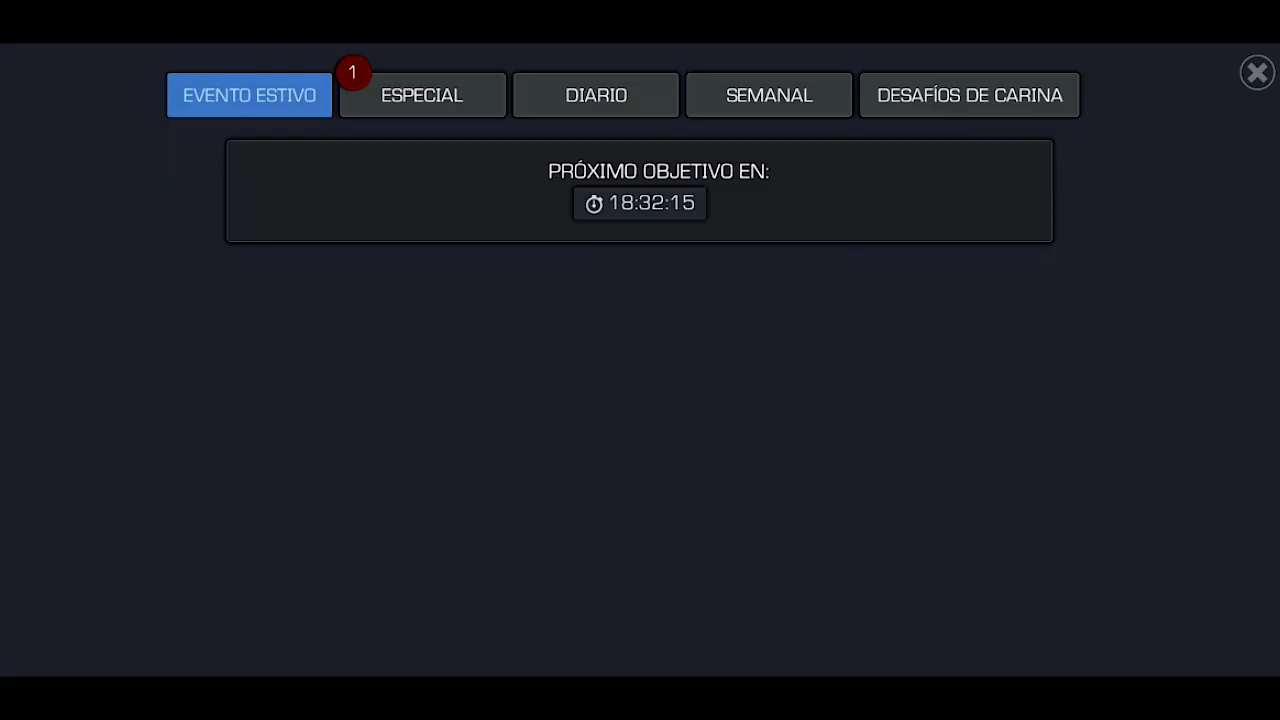 1
EVENTO ESTIVO
ESPECIAL
DIARIO
SEMANAL
DESAFÍOS DE CARINA
PRÓXIMO OBJETIVO EN:
18:32:15